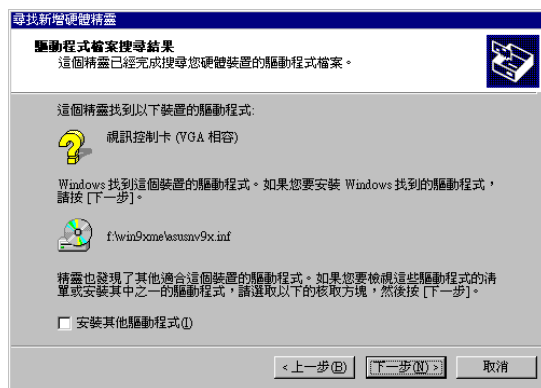 尋找新增硬體精靈
驅動程式檔案搜尋結果
這個精靈已經完成搜尋您硬體裝置的驅動程式檔案。
這個精靈找到以下裝置的驅動程式:
視訊控制卡 (VGA 相容)
Windows 找到這個裝置的驅動程式。如果您要安裝 Windows 找到的驅動程式，
請按 [下一步]。
f:\win9xme\asusnv9x.inf
精靈也發現了其他適合這個裝置的驅動程式。如果您要檢視這些驅動程式的清
單或安裝其中之一的驅動程式，請選取以下的核取方塊，然後按 [下一步]。
安裝其他驅動程式(I)
<上一步(B) 下一步(N)> 取消